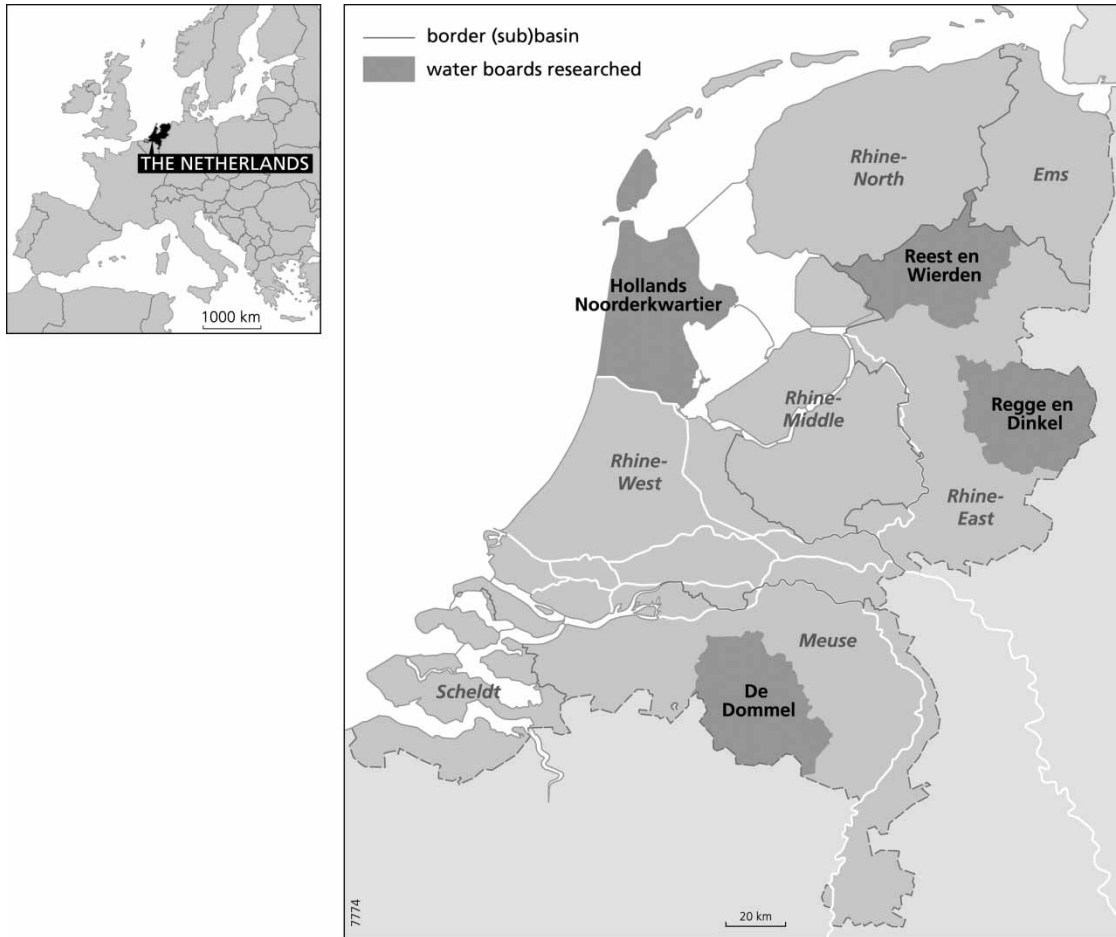 THE NETHERLANDS
1000 km
border (sub)basin
water boards researched
Rhine-
North
Ems
Reest en
Wierden
Hollands
Noorderkwartier
Rhine-
Middle
Regge en
Dinkel
Rhine-
West
Rhine-
East
Meuse
Scheldt
De
Dommel
7774
20 km